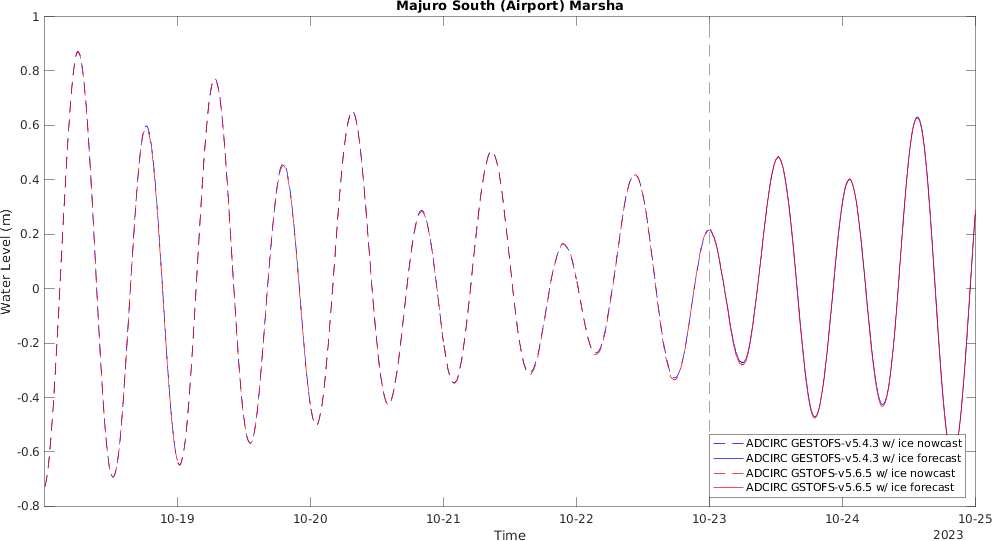 Majuro South (Airport) Marsha
Water Level (m)
1
0.8
0.6
0.4
0.2
0
-0.2
-0.4
-0.6
-0.8
ADCIRC GESTOFS-v5.4.3 w/ ice nowcast
ADCIRC GESTOFS-v5.4.3 w/ ice forecast
ADCIRC GSTOFS-v5.6.5 w/ ice nowcast
ADCIRC GSTOFS-v5.6.5 w/ ice forecast
10-19 10-20 10-21 10-22 10-23 10-24 10-25
Time
2023